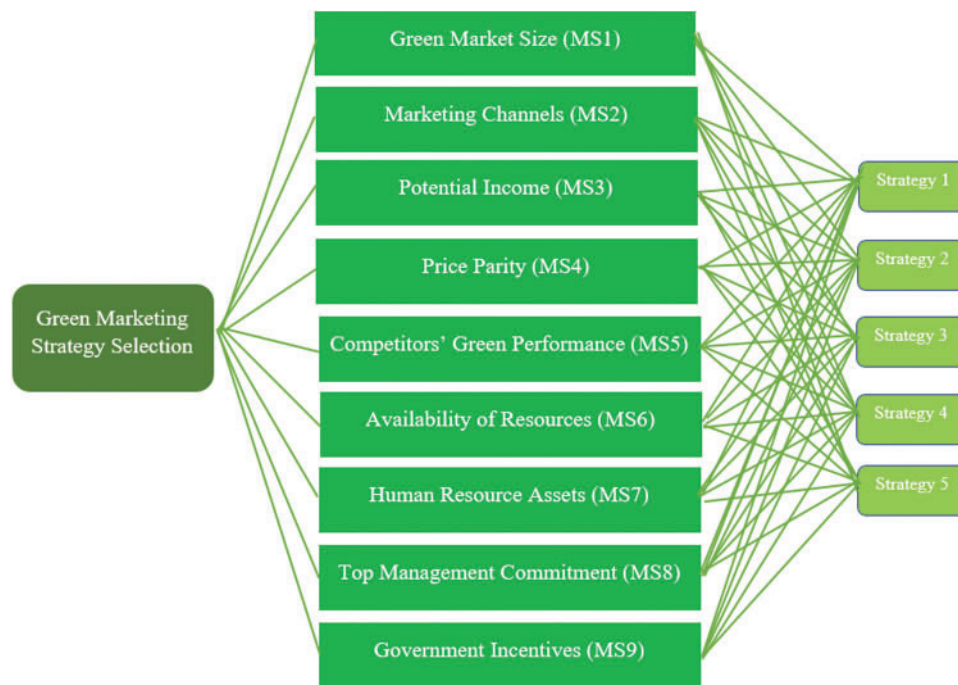 Green Marketing
Strategy Selection
Green Market Size (MS1)
Marketing Channels (MS2)
Potential Income (MS3)
Price Parity (MS4)
Competitors’ Green Performance (MS5)
Availability of Resources (MS6)
Human Resource Assets (MS7)
Top Management Commitment (MS8)
Government Incentives (MS9)
Strategy 1
Strategy 2
Strategy 3
Strategy 4
Strategy 5